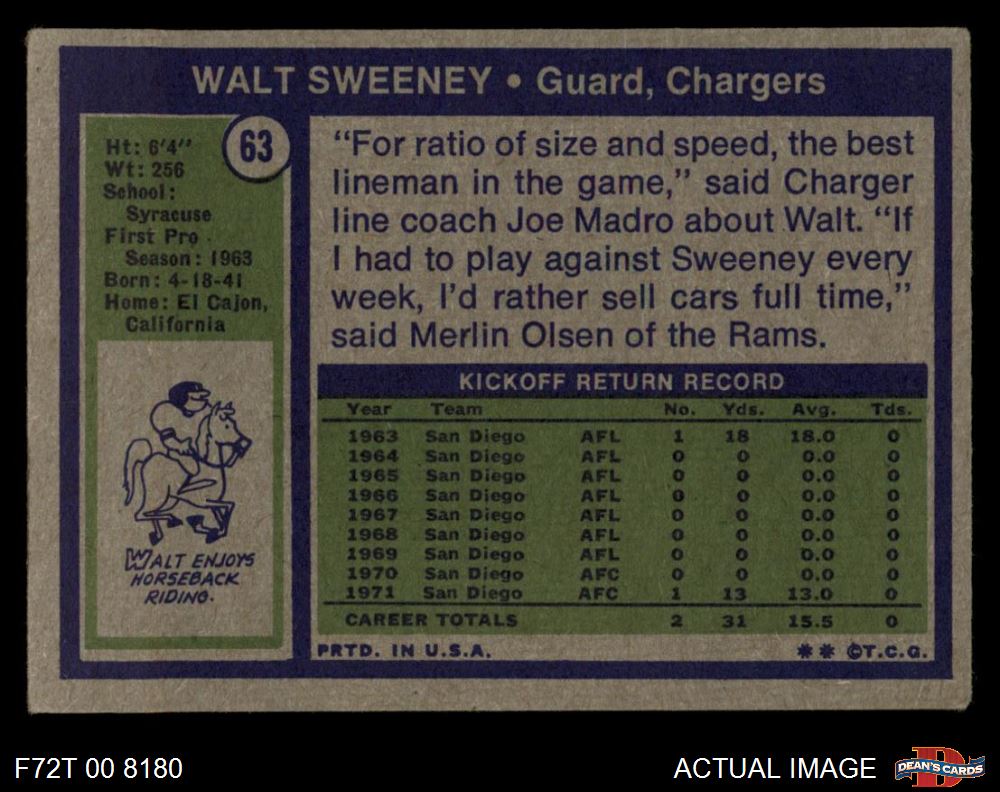 WALT SWEENEY • Guard, Chargers
63
Ht: 6'4"
Wt: 256
School:
Syracuse
First Pro
Season: 1963
Born: 4-18-41
Home: El Cajon,
California
WALT ENJOYS
HORSEBACK
RIDING.
“For ratio of size and speed, the best
lineman in the game,” said Charger
line coach Joe Madro about Walt. “If
I had to play against Sweeney every
week, I’d rather sell cars full time,”
said Merlin Olsen of the Rams.
KICKOFF RETURN RECORD
Year Team No. Yds. Avg. Tds.
1963 San Diego AFL 1 18 18.0 0
1964 San Diego AFL 0 0 0.0 0
1965 San Diego AFL 0 0 0.0 0
1966 San Diego AFL 0 0 0.0 0
1967 San Diego AFL 0 0 0.0 0
1968 San Diego AFL 0 0 0.0 0
1969 San Diego AFL 0 0 0.0 0
1970 San Diego AFC 0 0 0.0 0
1971 San Diego AFC 1 13 13.0 0
CAREER TOTALS 2 31 15.5 0
PRTD. IN U.S.A. ** ©T.C.G.
F72T 00 8180 ACTUAL IMAGE
D
DEAN'S CARDS